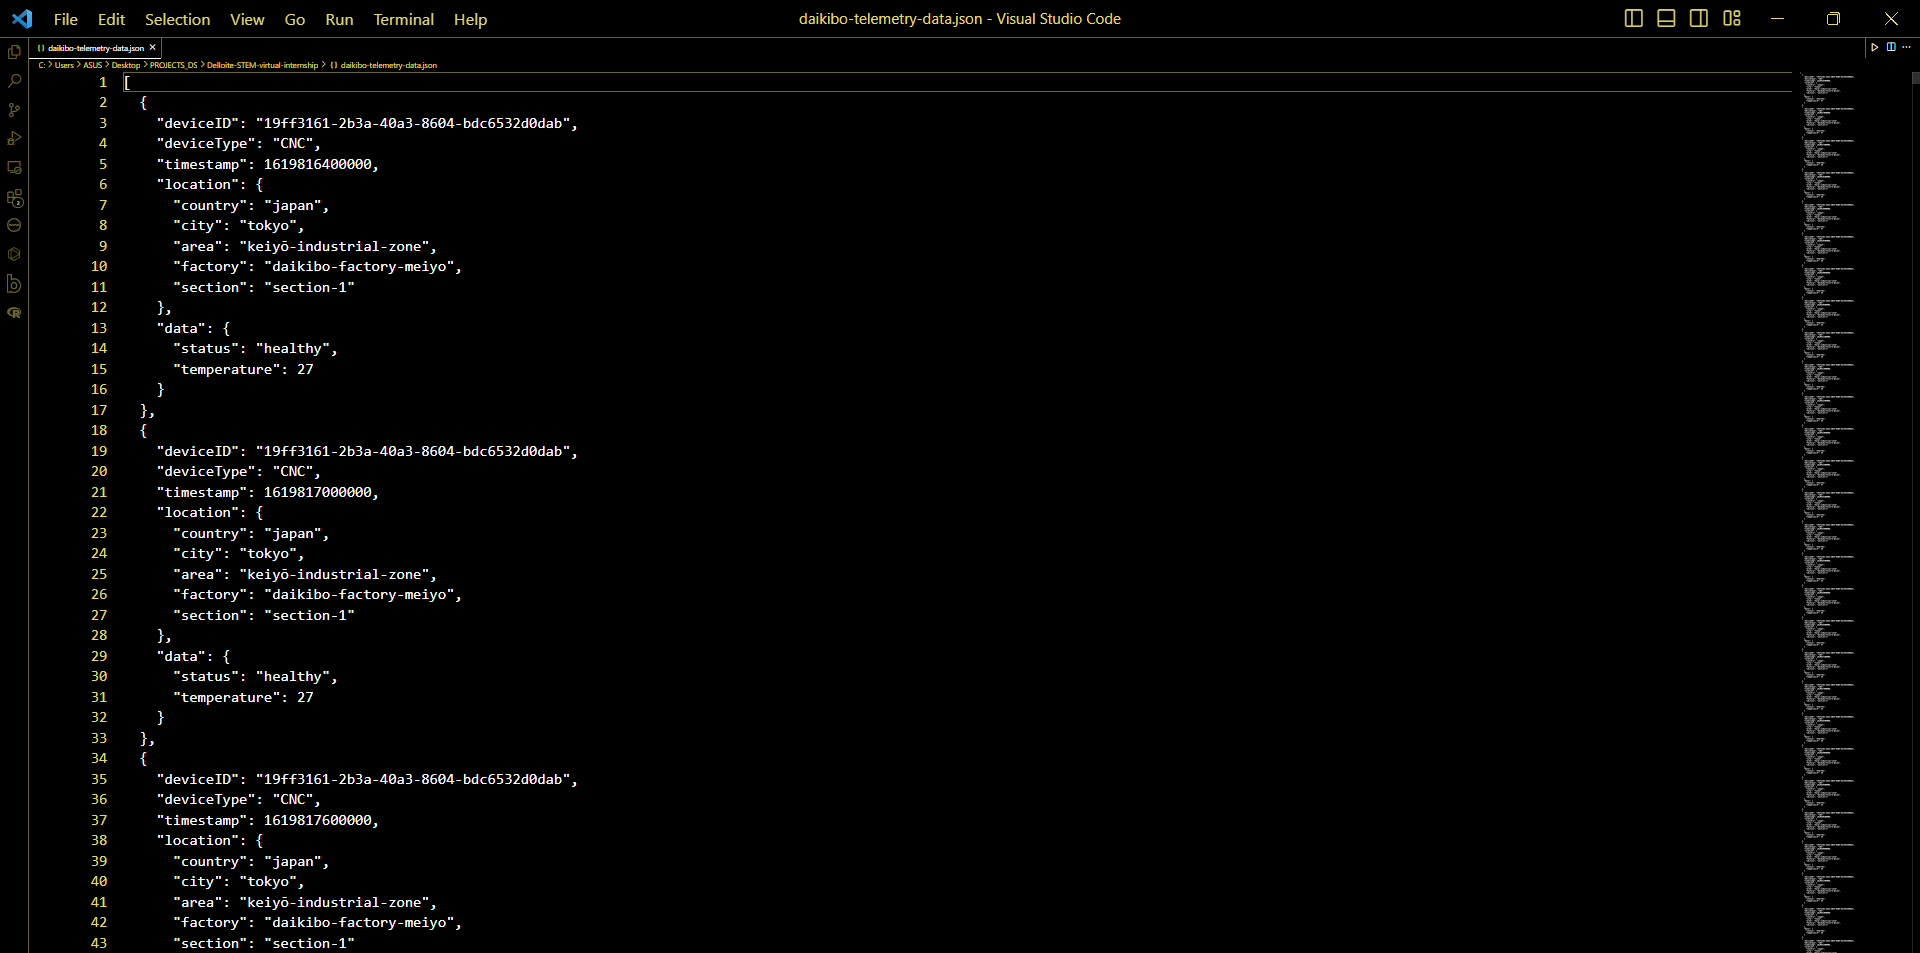 File Edit Selection View Go Run Terminal Help
daikibo-telemetry-data.json - Visual Studio Code
{} daikibo-telemetry-data.json ×
C: > Users > ASUS > Desktop > PROJECTS_DS > Delloite-STEM-virtual-internship > {} daikibo-telemetry-data.json
1 [
2 {
3 "deviceID": "19ff3161-2b3a-40a3-8604-bdc6532d0dab",
4 "deviceType": "CNC",
5 "timestamp": 1619816400000,
6 "location": {
7 "country": "japan",
8 "city": "tokyo",
9 "area": "keiyō-industrial-zone",
10 "factory": "daikibo-factory-meiyo",
11 "section": "section-1"
12 },
13 "data": {
14 "status": "healthy",
15 "temperature": 27
16 }
17 },
18 {
19 "deviceID": "19ff3161-2b3a-40a3-8604-bdc6532d0dab",
20 "deviceType": "CNC",
21 "timestamp": 1619817000000,
22 "location": {
23 "country": "japan",
24 "city": "tokyo",
25 "area": "keiyō-industrial-zone",
26 "factory": "daikibo-factory-meiyo",
27 "section": "section-1"
28 },
29 "data": {
30 "status": "healthy",
31 "temperature": 27
32 }
33 },
34 {
35 "deviceID": "19ff3161-2b3a-40a3-8604-bdc6532d0dab",
36 "deviceType": "CNC",
37 "timestamp": 1619817600000,
38 "location": {
39 "country": "japan",
40 "city": "tokyo",
41 "area": "keiyō-industrial-zone",
42 "factory": "daikibo-factory-meiyo",
43 "section": "section-1"